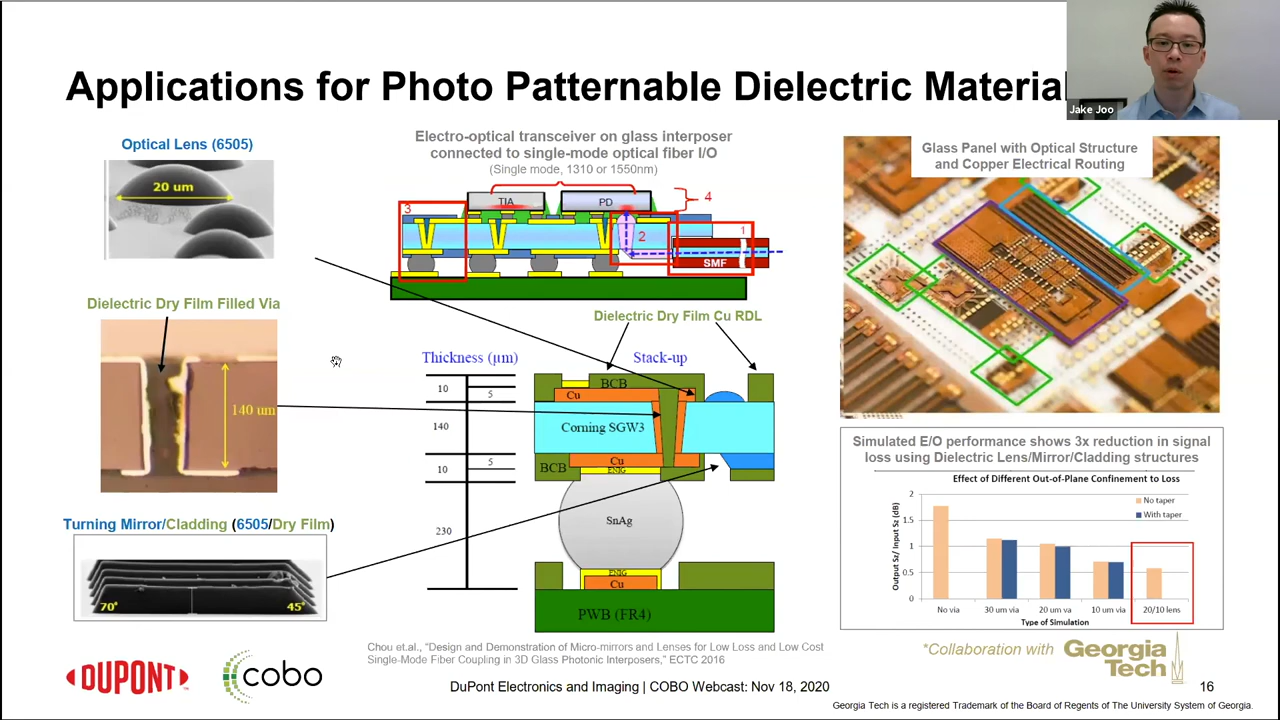 Applications for Photo Patternable Dielectric Material
Jake Joo
Optical Lens (6505)
20 um
Dielectric Dry Film Filled Via
140 um
Turning Mirror/Cladding (6505/Dry Film)
70°
45°
Electro-optical transceiver on glass interposer
connected to single-mode optical fiber I/O
(Single mode, 1310 or 1550nm)
TIA
PD
4
3
2
1
SMF
Dielectric Dry Film Cu RDL
Thickness (µm)
Stack-up
10
5
140
10
5
230
BCB
Cu
Corning SGW3
Cu
BCB
ENIG
SnAg
ENIG
Cu
PWB (FR4)
Glass Panel with Optical Structure
and Copper Electrical Routing
Simulated E/O performance shows 3x reduction in signal
loss using Dielectric Lens/Mirror/Cladding structures
Effect of Different Out-of-Plane Confinement to Loss
Output S₂/ Input S₂ (dB)
2
1.5
1
0.5
0
No taper
With taper
No via
30 um via
20 um va
10 um via
20/10 lens
Type of Simulation
Chou et.al., "Design and Demonstration of Micro-mirrors and Lenses for Low Loss and Low Cost
Single-Mode Fiber Coupling in 3D Glass Photonic Interposers," ECTC 2016
*Collaboration with
Georgia
Tech
DUPONT
cobo
DuPont Electronics and Imaging | COBO Webcast: Nov 18, 2020
16
Georgia Tech is a registered Trademark of the Board of Regents of The University System of Georgia.